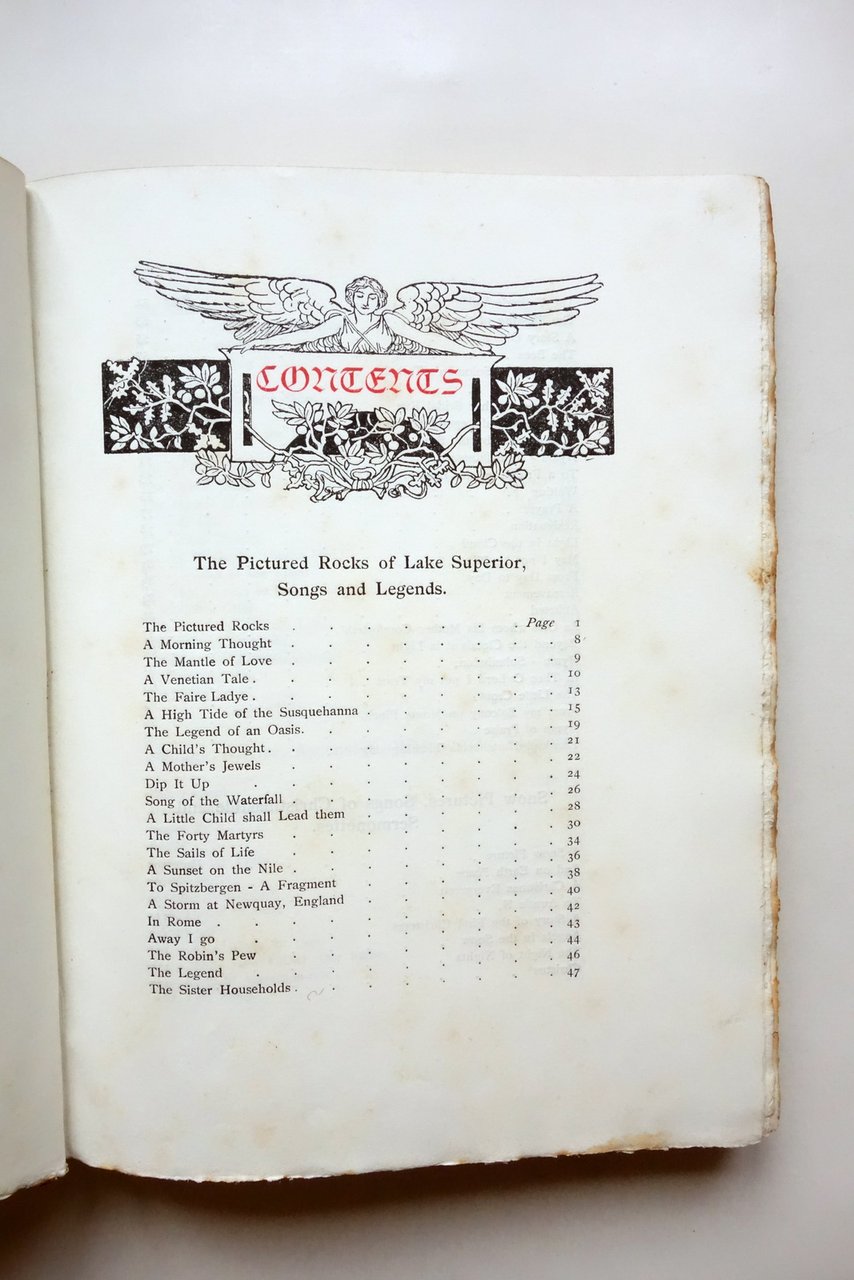 CONTENTS
The Pictured Rocks of Lake Superior,
Songs and Legends.
The Pictured Rocks . . . Page 1
A Morning Thought . . . 8
The Mantle of Love . . . 9
A Venetian Tale . . . 10
The Faire Ladye . . . 13
A High Tide of the Susquehanna . . . 15
The Legend of an Oasis . . . 19
A Child's Thought . . . 21
A Mother's Jewels . . . 22
Dip It Up . . . 24
Song of the Waterfall . . . 26
A Little Child shall Lead them . . . 28
The Forty Martyrs . . . 30
The Sails of Life . . . 34
A Sunset on the Nile . . . 36
To Spitzbergen - A Fragment . . . 38
A Storm at Newquay, England . . . 40
In Rome . . . 42
Away I go . . . 43
The Robin's Pew . . . 44
The Legend . . . 46
The Sister Households . . . 47